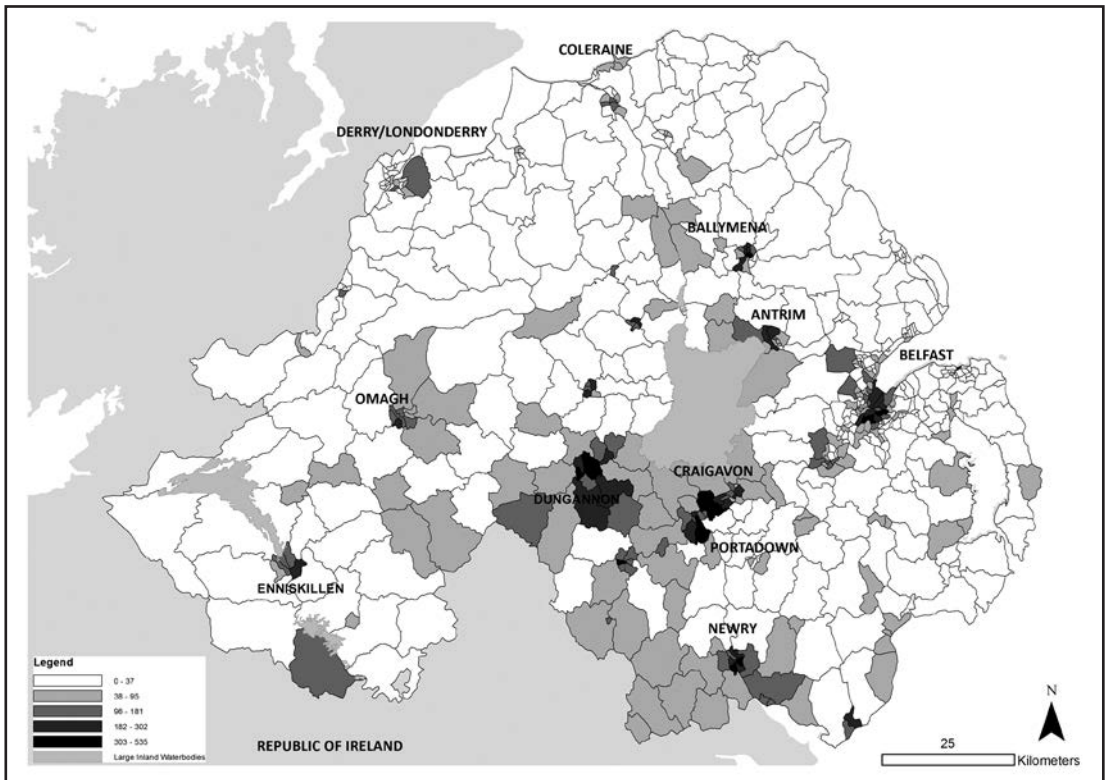 COLERAINE
DERRY/LONDONDERRY
BALLYMENA
ANTRIM
BELFAST
OMAGH
CRAIGAVON
DUNGANNON
PORTADOWN
ENNISKILLEN
NEWRY
Legend
0 - 37
38 - 95
96 - 181
182 - 302
303 - 535
Large Inland Waterbodies
REPUBLIC OF IRELAND
N
25
Kilometers